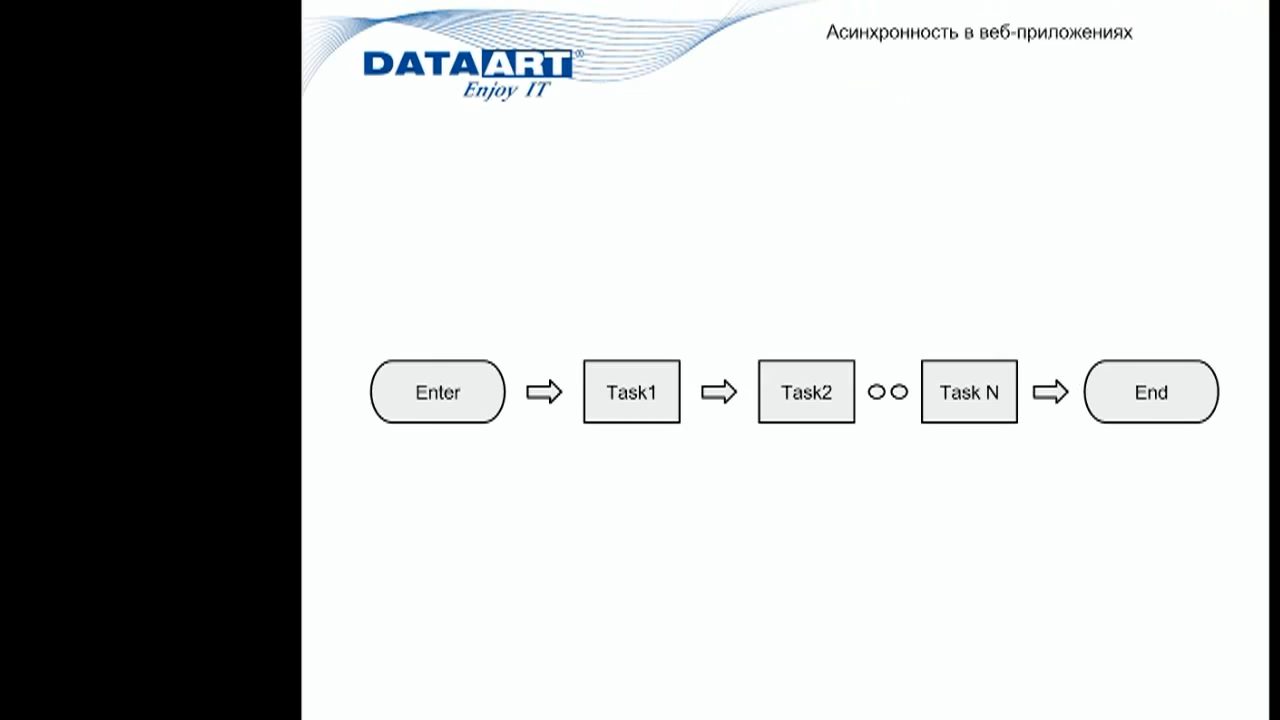 Асинхронность в веб-приложениях
DATAART®
Enjoy IT
Enter
Task1
Task2
Task N
End